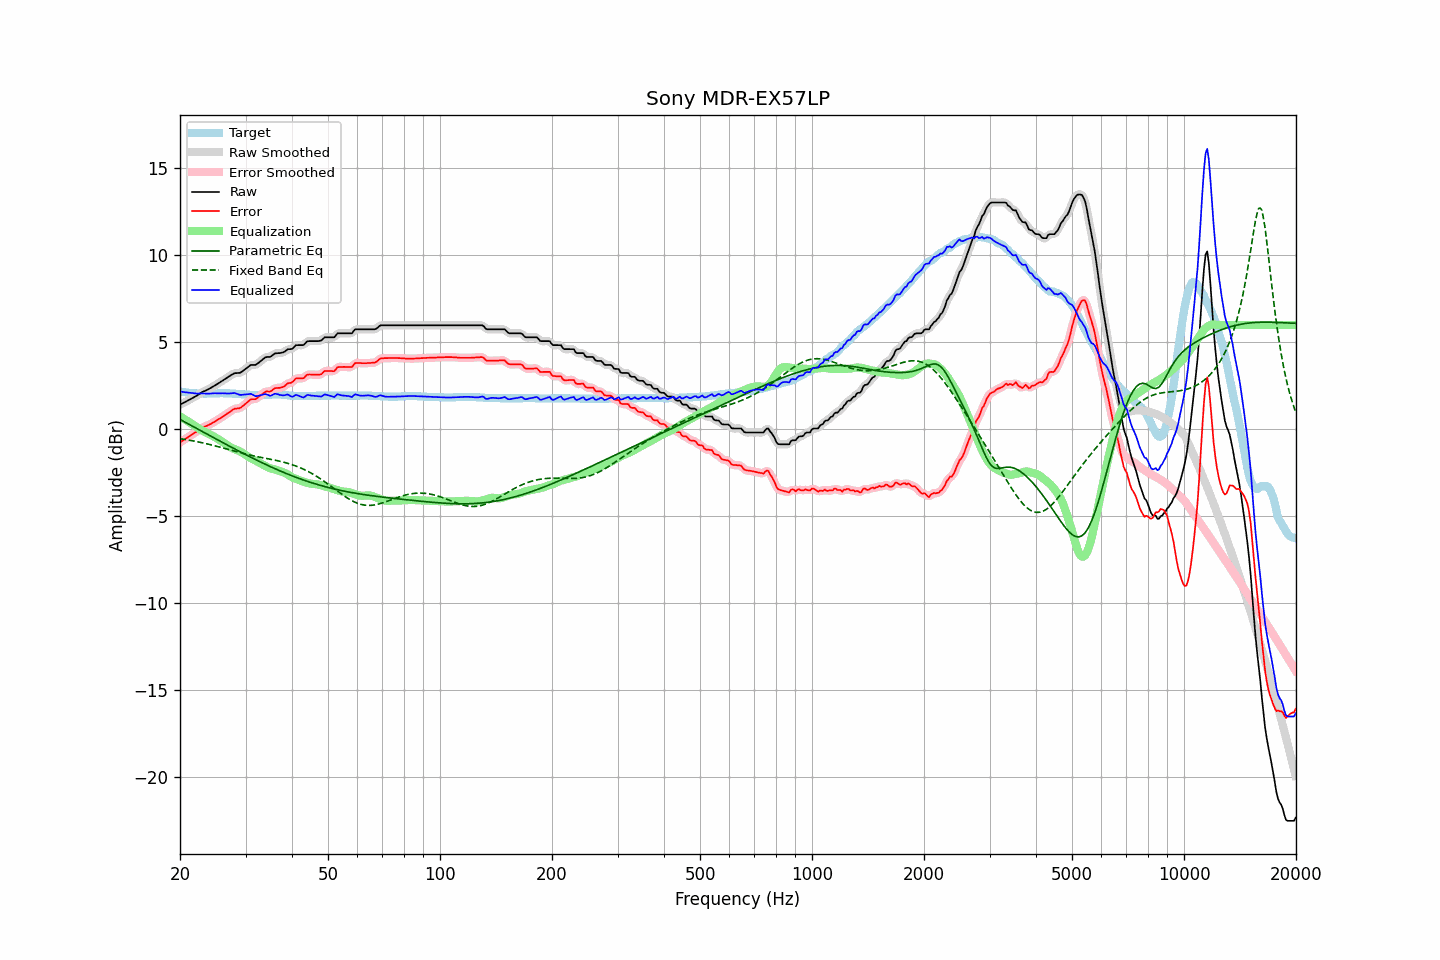 Sony MDR-EX57LP
Target
Raw Smoothed
Error Smoothed
Raw
Error
Equalization
Parametric Eq
Fixed Band Eq
Equalized
15
10
5
0
−5
−10
−15
−20
Amplitude (dBr)
20 50 100 200 500 1000 2000 5000 10000 20000
Frequency (Hz)